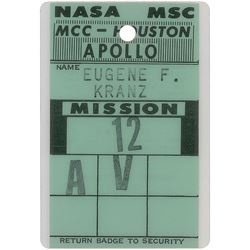 NASA MSC
MCC-HOUSTON
APOLLO
NAME EUGENE F.
KRANZ
MISSION
12
A V
RETURN BADGE TO SECURITY